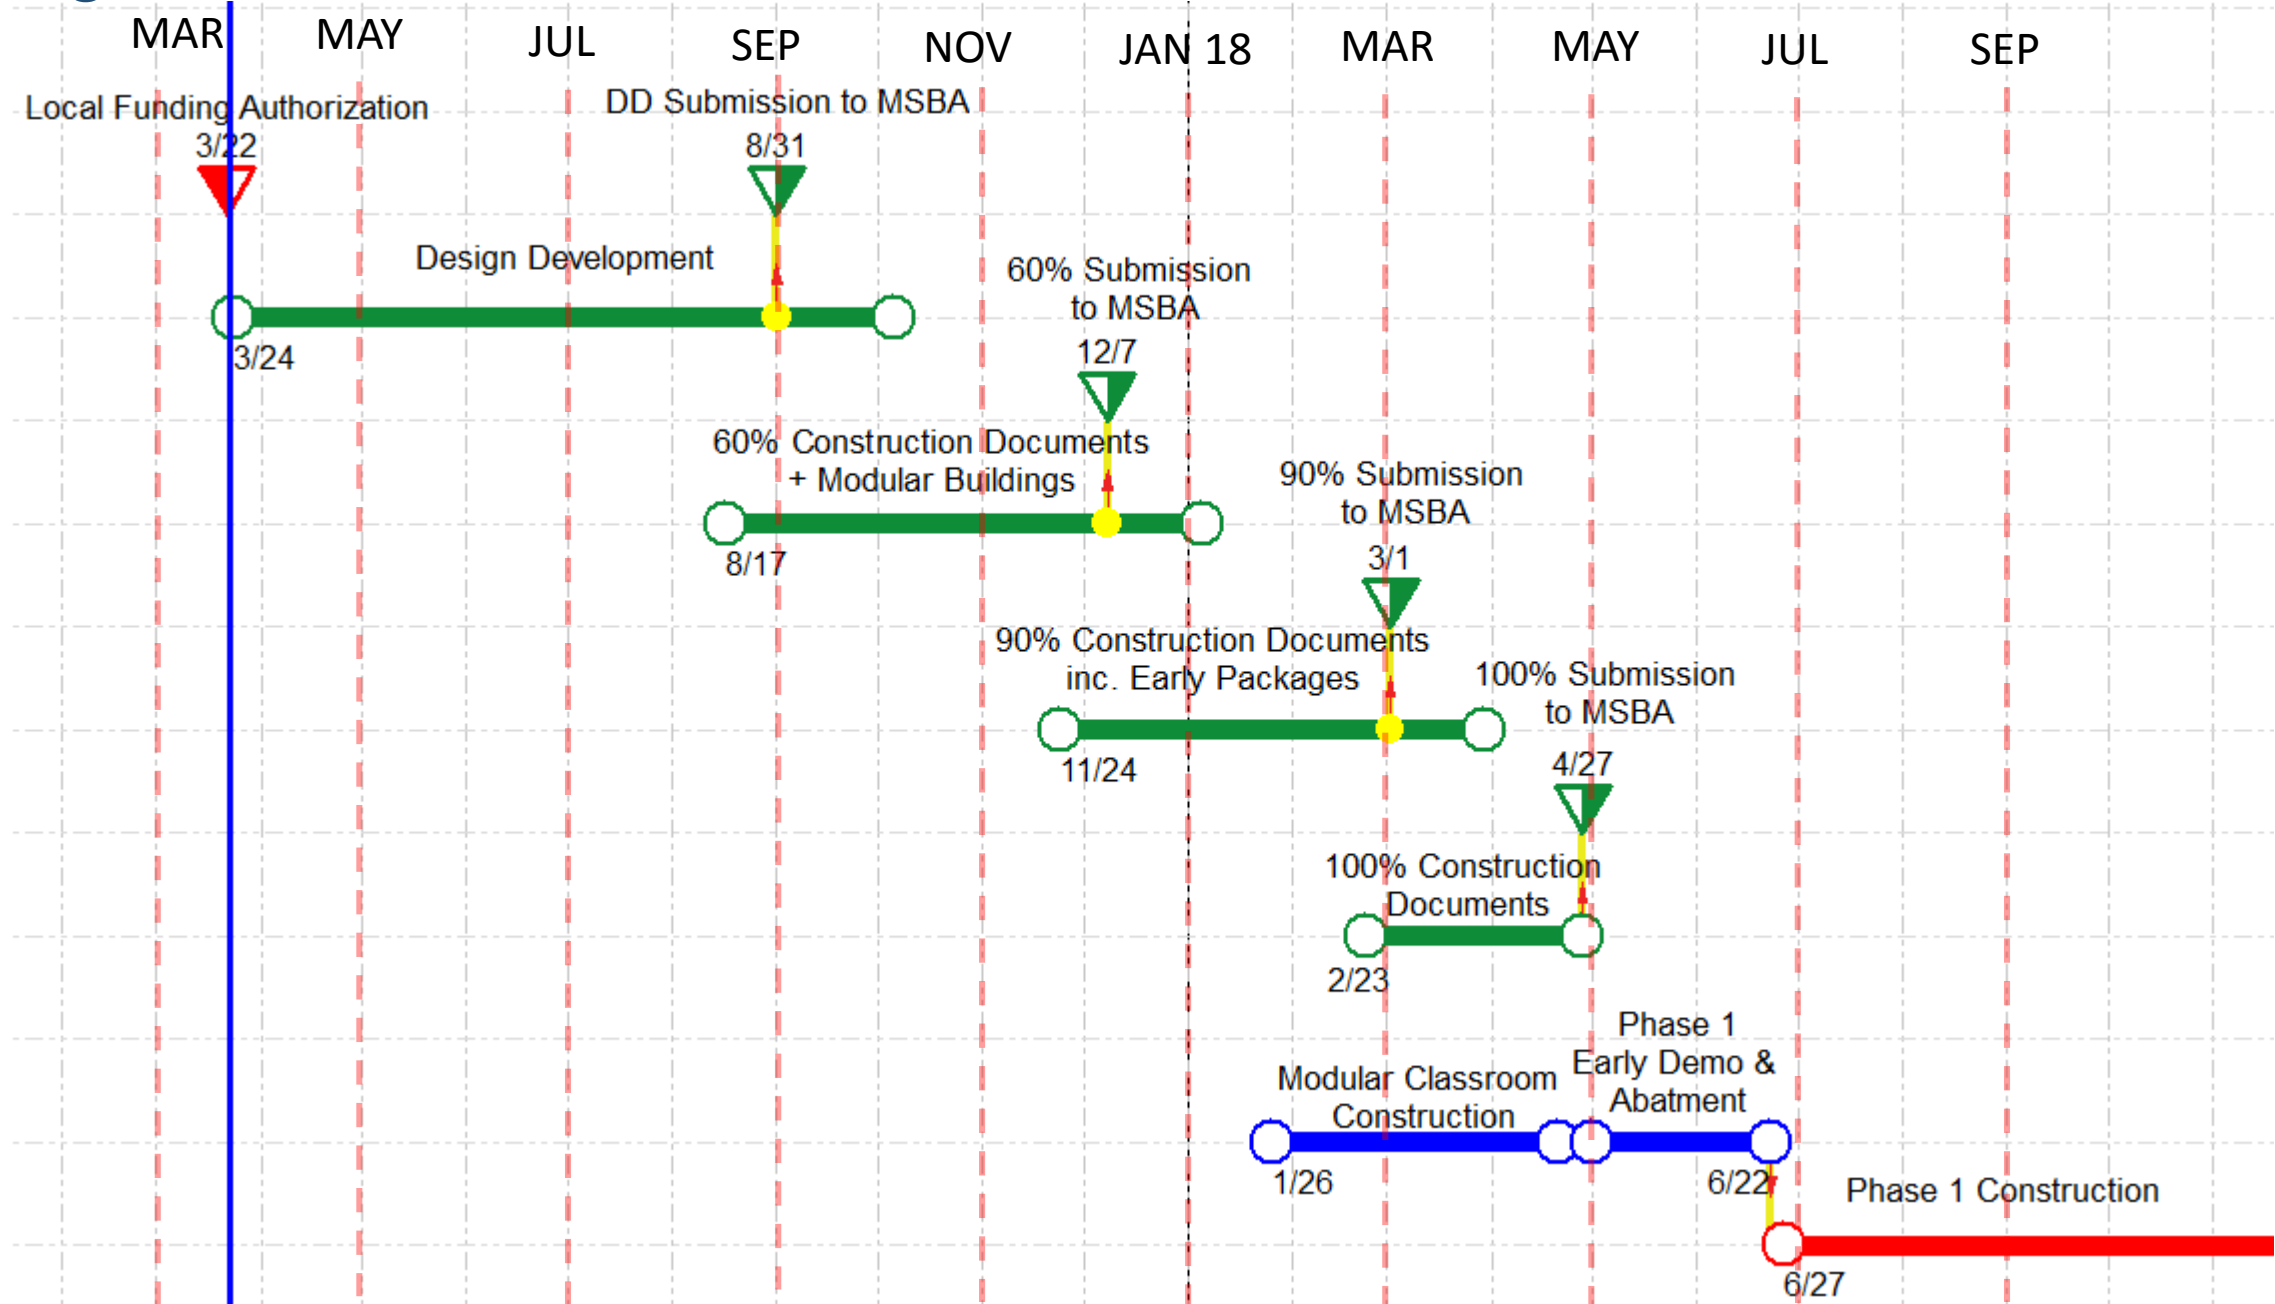 MAR MAY JUL SEP NOV JAN 18 MAR MAY JUL SEP
Local Funding Authorization
3/22
DD Submission to MSBA
8/31
Design Development
3/24
60% Submission
to MSBA
12/7
60% Construction Documents
+ Modular Buildings
8/17
90% Submission
to MSBA
3/1
90% Construction Documents
inc. Early Packages
11/24
100% Submission
to MSBA
4/27
100% Construction
Documents
2/23
Modular Classroom
Construction
1/26
Phase 1
Early Demo &
Abatment
6/22
Phase 1 Construction
6/27